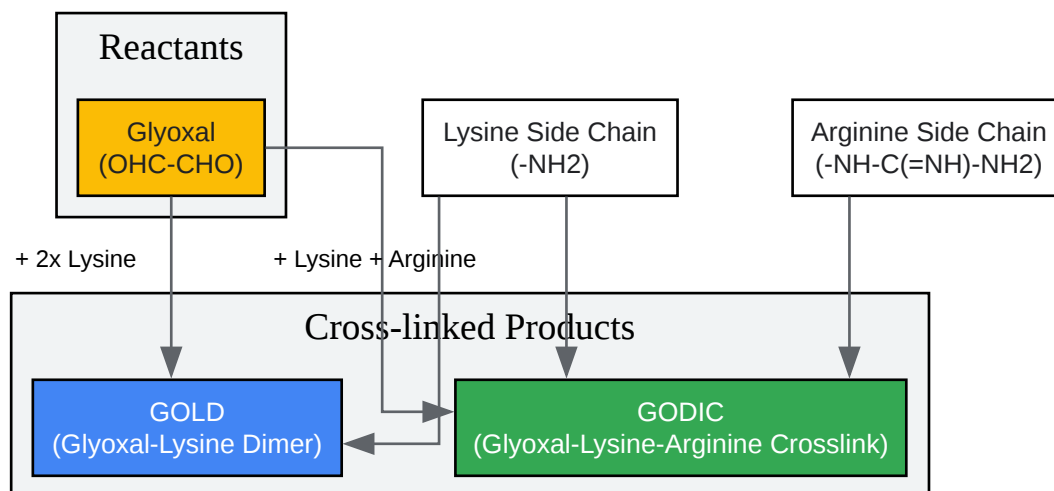 Reactants
Glyoxal
(OHC-CHO)
Lysine Side Chain
(-NH2)
Arginine Side Chain
(-NH-C(=NH)-NH2)
+ 2x Lysine
+ Lysine + Arginine
Cross-linked Products
GOLD
(Glyoxal-Lysine Dimer)
GODIC
(Glyoxal-Lysine-Arginine Crosslink)